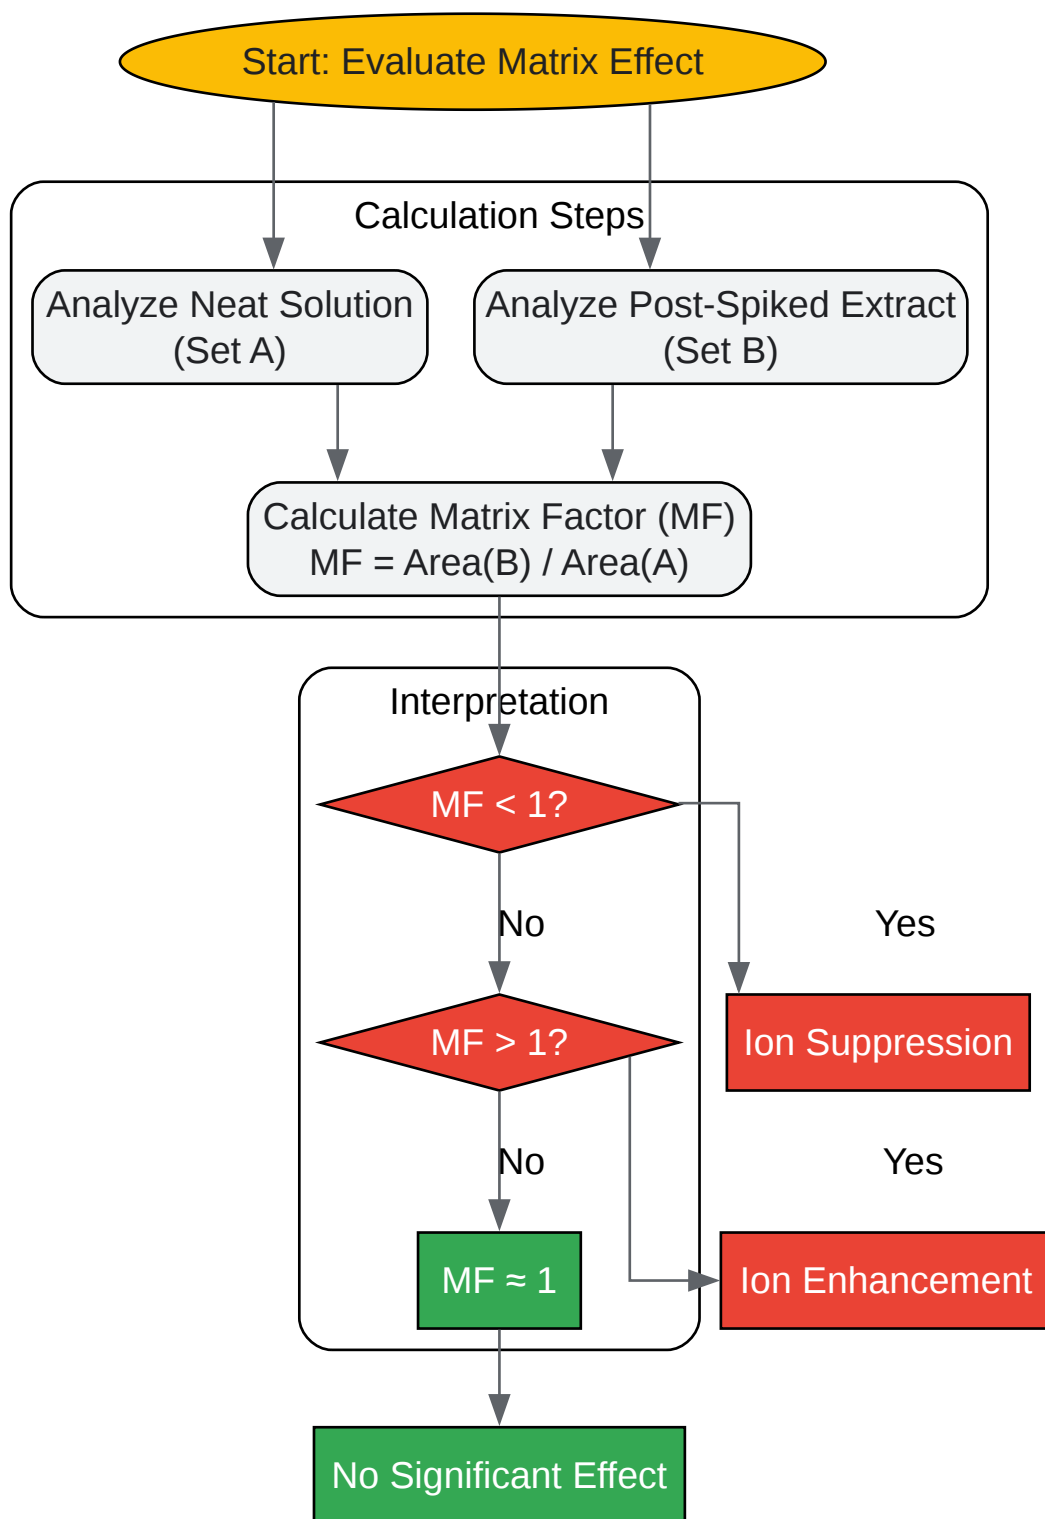 Start: Evaluate Matrix Effect
Calculation Steps
Analyze Neat Solution
(Set A)
Analyze Post-Spiked Extract
(Set B)
Calculate Matrix Factor (MF)
MF = Area(B) / Area(A)
Interpretation
MF < 1?
No
Yes
MF > 1?
Ion Suppression
No
Yes
MF ≈ 1
Ion Enhancement
No Significant Effect